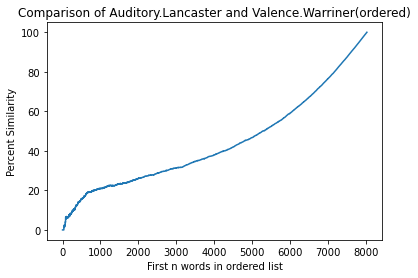 Comparison of Auditory.Lancaster and Valence.Warriner(ordered)
Percent Similarity
100
80
60
40
20
0
0 1000 2000 3000 4000 5000 6000 7000 8000
First n words in ordered list